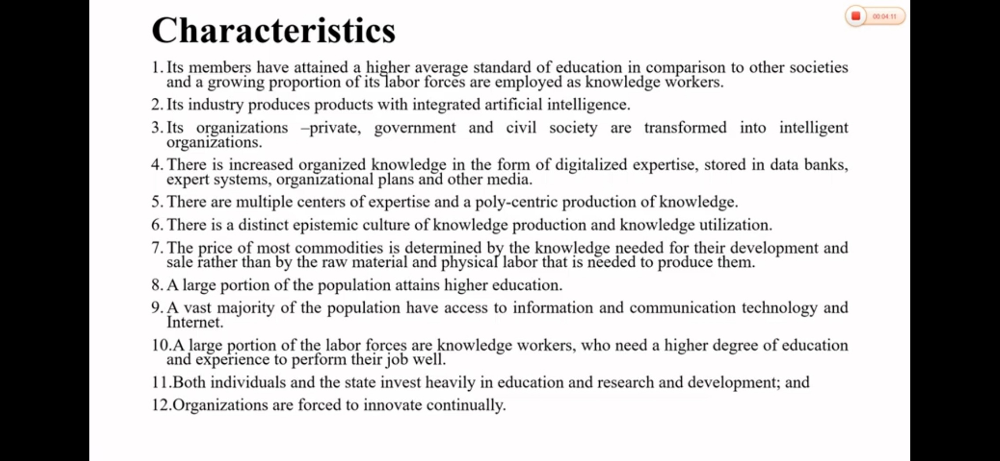 Characteristics
00:04:11
1. Its members have attained a higher average standard of education in comparison to other societies
and a growing proportion of its labor forces are employed as knowledge workers.
2. Its industry produces products with integrated artificial intelligence.
3. Its organizations –private, government and civil society are transformed into intelligent
organizations.
4. There is increased organized knowledge in the form of digitalized expertise, stored in data banks,
expert systems, organizational plans and other media.
5. There are multiple centers of expertise and a poly-centric production of knowledge.
6. There is a distinct epistemic culture of knowledge production and knowledge utilization.
7. The price of most commodities is determined by the knowledge needed for their development and
sale rather than by the raw material and physical labor that is needed to produce them.
8. A large portion of the population attains higher education.
9. A vast majority of the population have access to information and communication technology and
Internet.
10.A large portion of the labor forces are knowledge workers, who need a higher degree of education
and experience to perform their job well.
11.Both individuals and the state invest heavily in education and research and development; and
12.Organizations are forced to innovate continually.